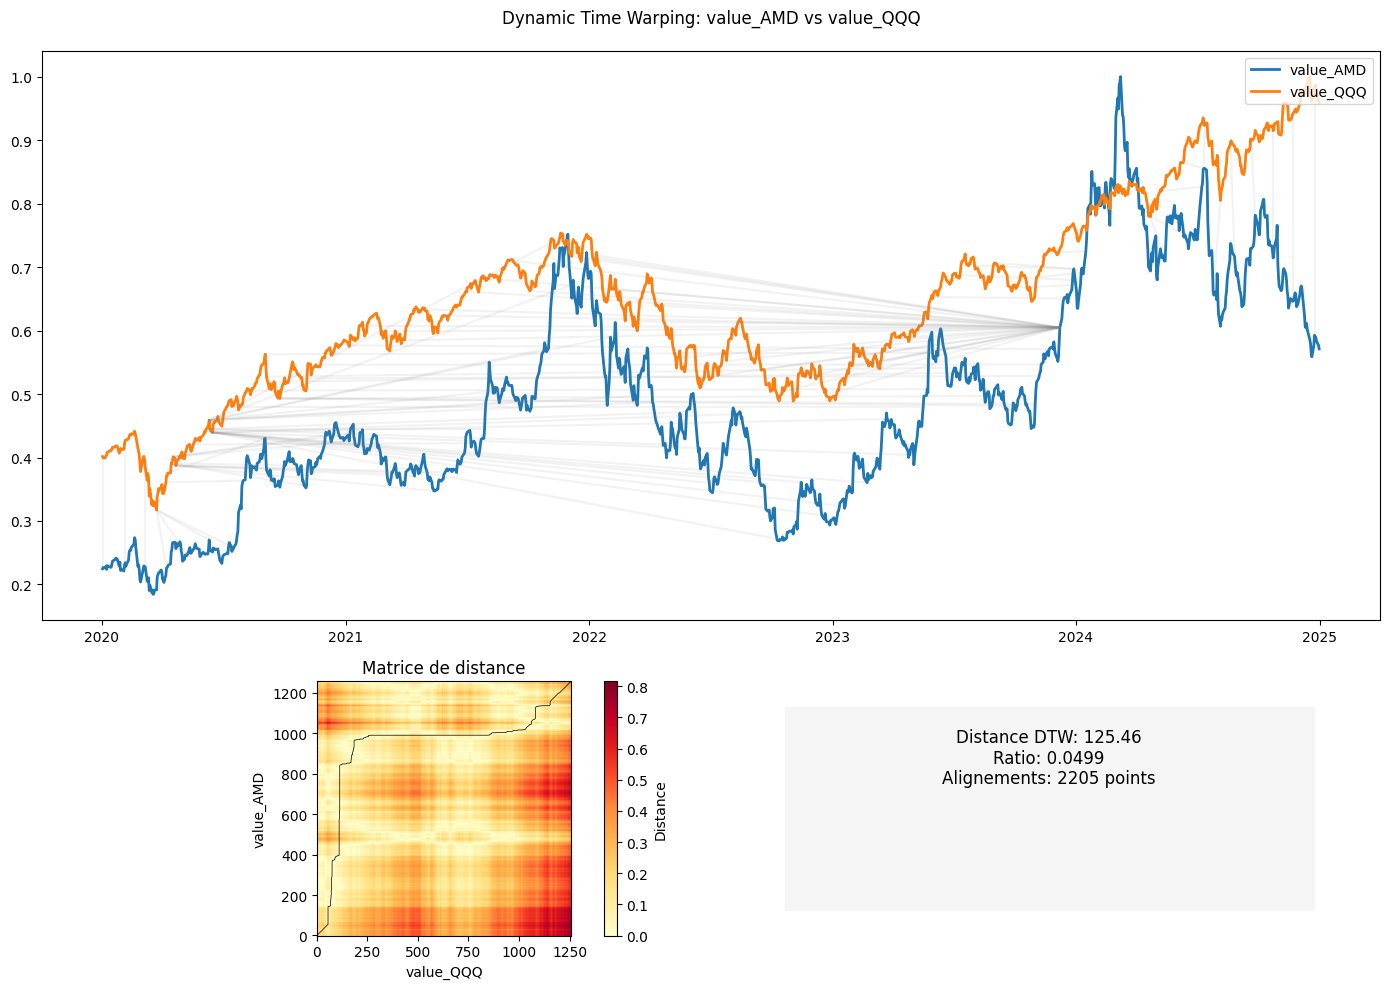 Dynamic Time Warping: value_AMD vs value_QQQ
value_AMD
value_QQQ
1.0
0.9
0.8
0.7
0.6
0.5
0.4
0.3
0.2
2020 2021 2022 2023 2024 2025
Matrice de distance
value_AMD
1200
1000
800
600
400
200
0
0 250 500 750 1000 1250
value_QQQ
0.8
0.7
0.6
0.5
0.4
0.3
0.2
0.1
0.0
Distance
Distance DTW: 125.46
Ratio: 0.0499
Alignements: 2205 points